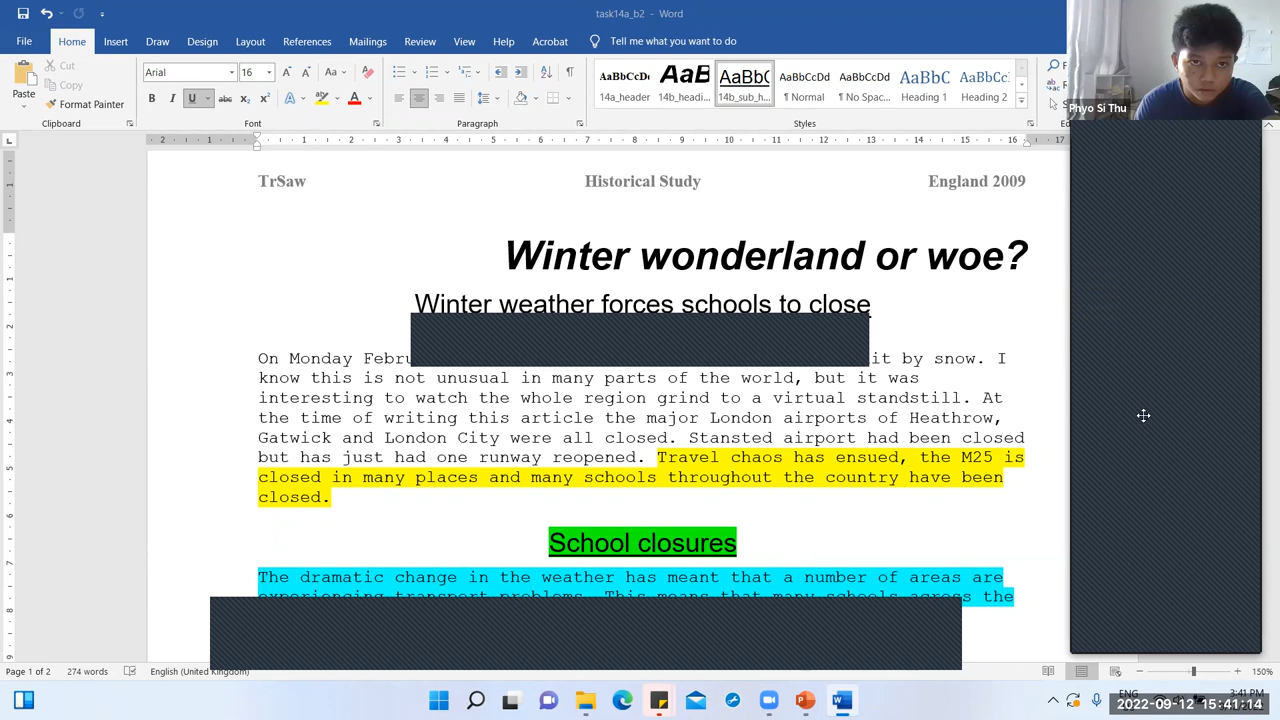 task14a_b2 - Word
File Home Insert Draw Design Layout References Mailings Review View Help Acrobat Tell me what you want to do
Paste
Cut
Copy
Format Painter
Clipboard
Arial 16
Font
Paragraph
AaBbCcDc AaB AaBbC AaBbCcDd AaBbCcDd AaBbC AaBbCc
14a_header 14b_headi... 14b_sub_h... ¶ Normal ¶ No Spac... Heading 1 Heading 2
Styles
Phyo Si Thu
TrSaw Historical Study England 2009
Winter wonderland or woe?
Winter weather forces schools to close
On Monday Febru it by snow. I
know this is not unusual in many parts of the world, but it was
interesting to watch the whole region grind to a virtual standstill. At
the time of writing this article the major London airports of Heathrow,
Gatwick and London City were all closed. Stansted airport had been closed
but has just had one runway reopened. Travel chaos has ensued, the M25 is
closed in many places and many schools throughout the country have been
closed.
School closures
The dramatic change in the weather has meant that a number of areas are
experiencing transport problems. This means that many schools across the
Page 1 of 2 274 words English (United Kingdom) 150%
ENG 3:41 PM
2022-09-12 15:41:14